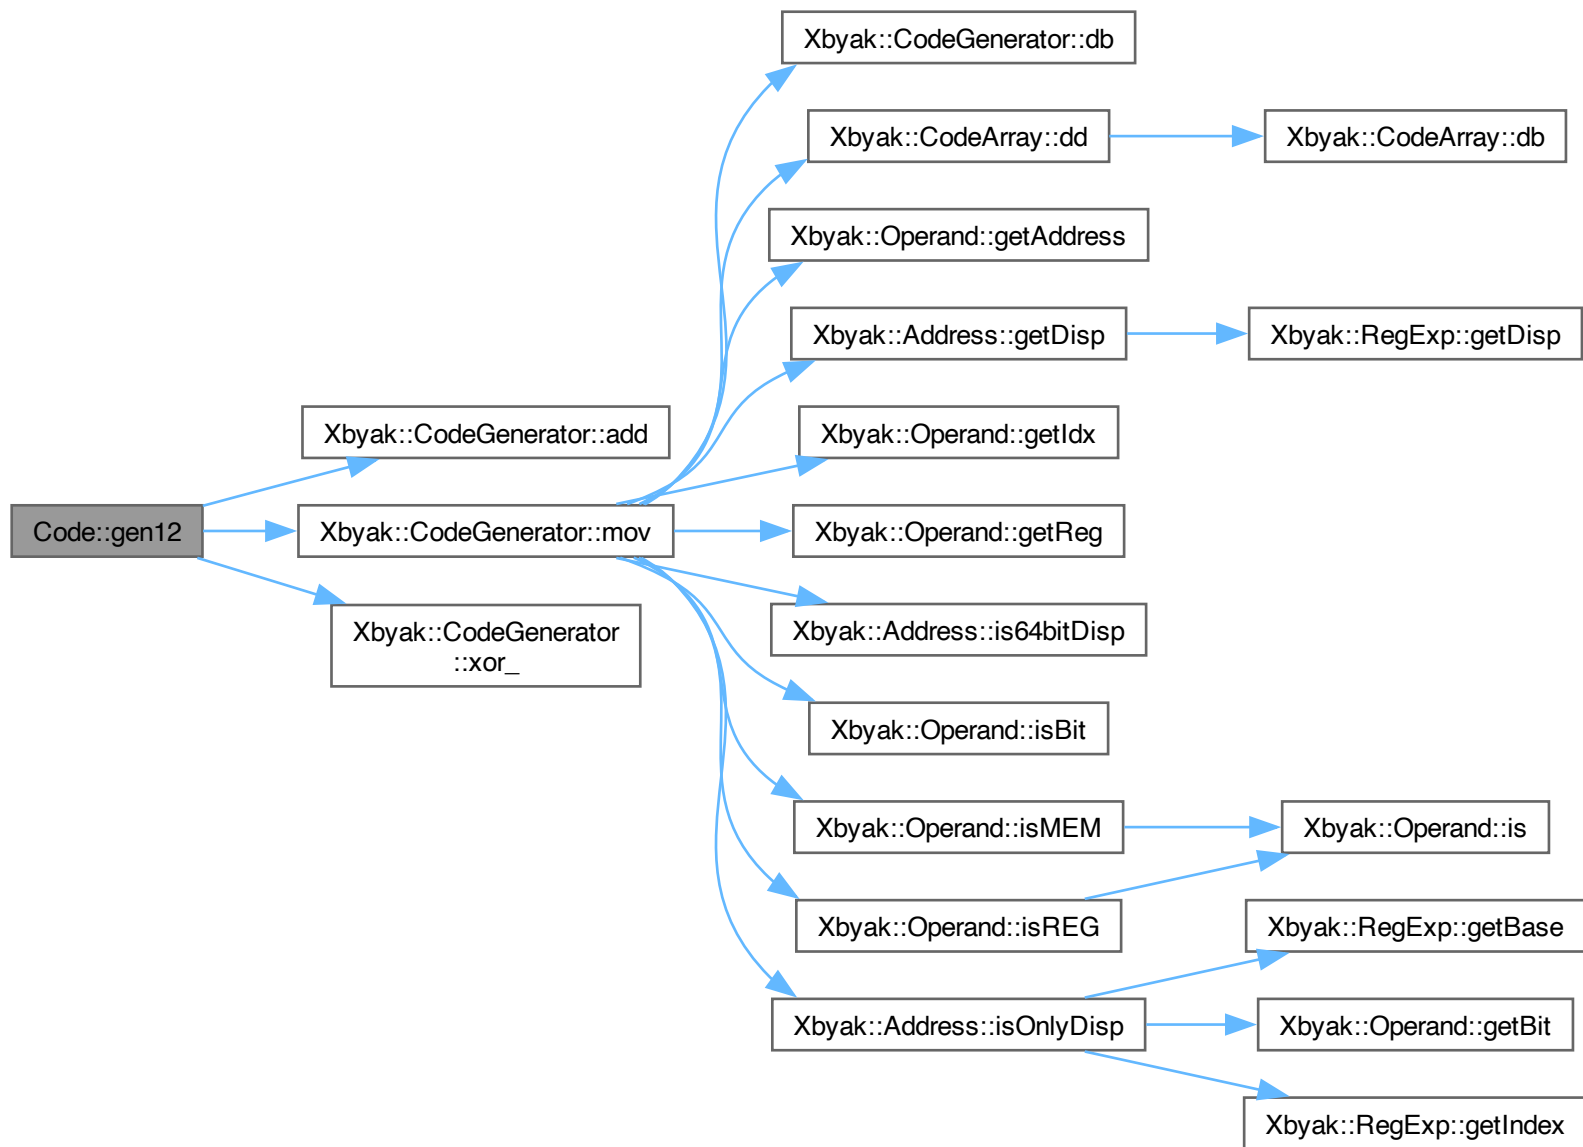 Xbyak::CodeGenerator::db
Xbyak::CodeArray::dd
Xbyak::CodeArray::db
Xbyak::Operand::getAddress
Xbyak::Address::getDisp
Xbyak::RegExp::getDisp
Xbyak::CodeGenerator::add
Xbyak::Operand::getIdx
Code::gen12
Xbyak::CodeGenerator::mov
Xbyak::Operand::getReg
Xbyak::CodeGenerator
::xor_
Xbyak::Address::is64bitDisp
Xbyak::Operand::isBit
Xbyak::Operand::isMEM
Xbyak::Operand::is
Xbyak::Operand::isREG
Xbyak::RegExp::getBase
Xbyak::Address::isOnlyDisp
Xbyak::Operand::getBit
Xbyak::RegExp::getIndex